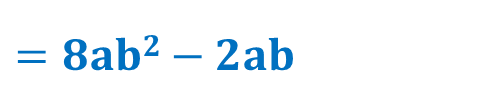 = 8ab² − 2ab